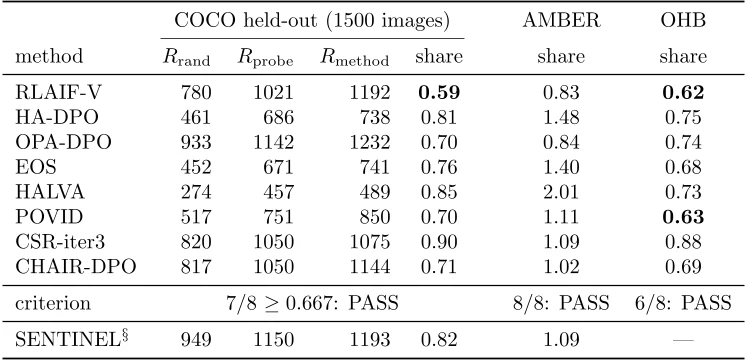 COCO held-out (1500 images) AMBER OHB
method R_rand R_probe R_method share share share
RLAIF-V 780 1021 1192 0.59 0.83 0.62
HA-DPO 461 686 738 0.81 1.48 0.75
OPA-DPO 933 1142 1232 0.70 0.84 0.74
EOS 452 671 741 0.76 1.40 0.68
HALVA 274 457 489 0.85 2.01 0.73
POVID 517 751 850 0.70 1.11 0.63
CSR-iter3 820 1050 1075 0.90 1.09 0.88
CHAIR-DPO 817 1050 1144 0.71 1.02 0.69
criterion 7/8 ≥ 0.667: PASS 8/8: PASS 6/8: PASS
SENTINEL§ 949 1150 1193 0.82 1.09 —